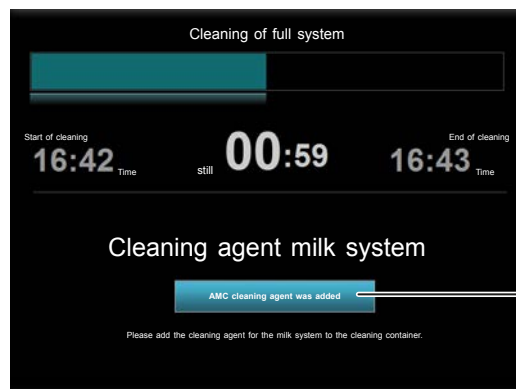 Cleaning of full system
Start of cleaning
16:42 Time
still 00:59
End of cleaning
16:43 Time
Cleaning agent milk system
AMC cleaning agent was added
Please add the cleaning agent for the milk system to the cleaning container.